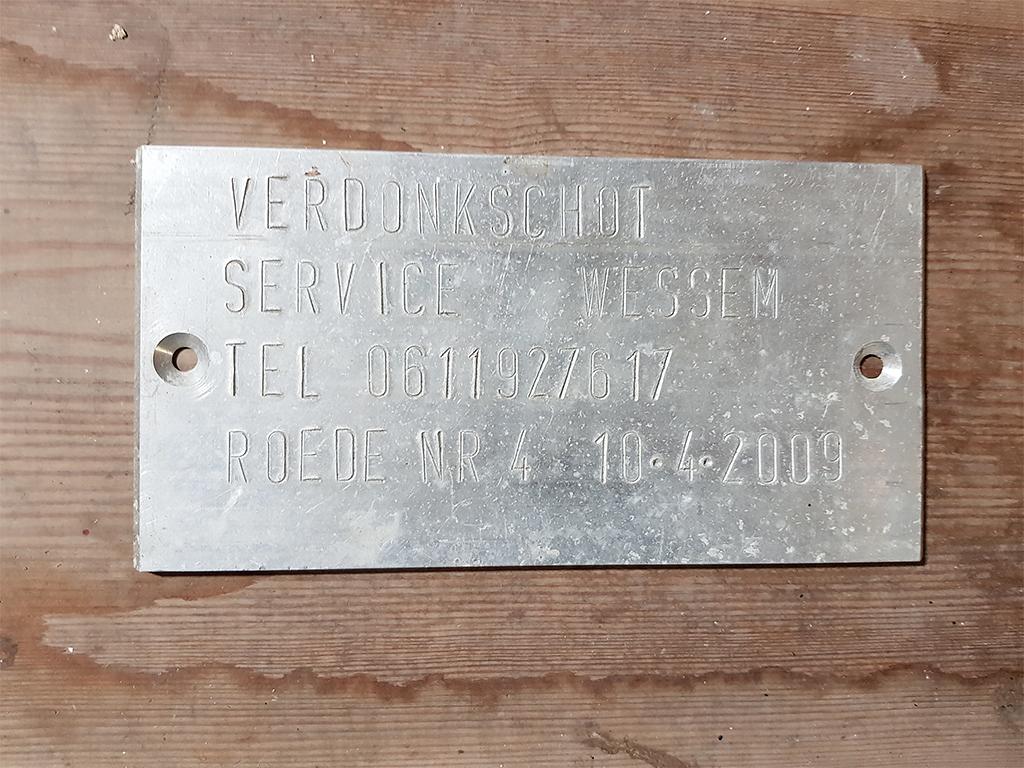 VERDONKSCHOT
SERVICE WESSEM
TEL 0611927617
ROEDE NR 4 10·4·2009